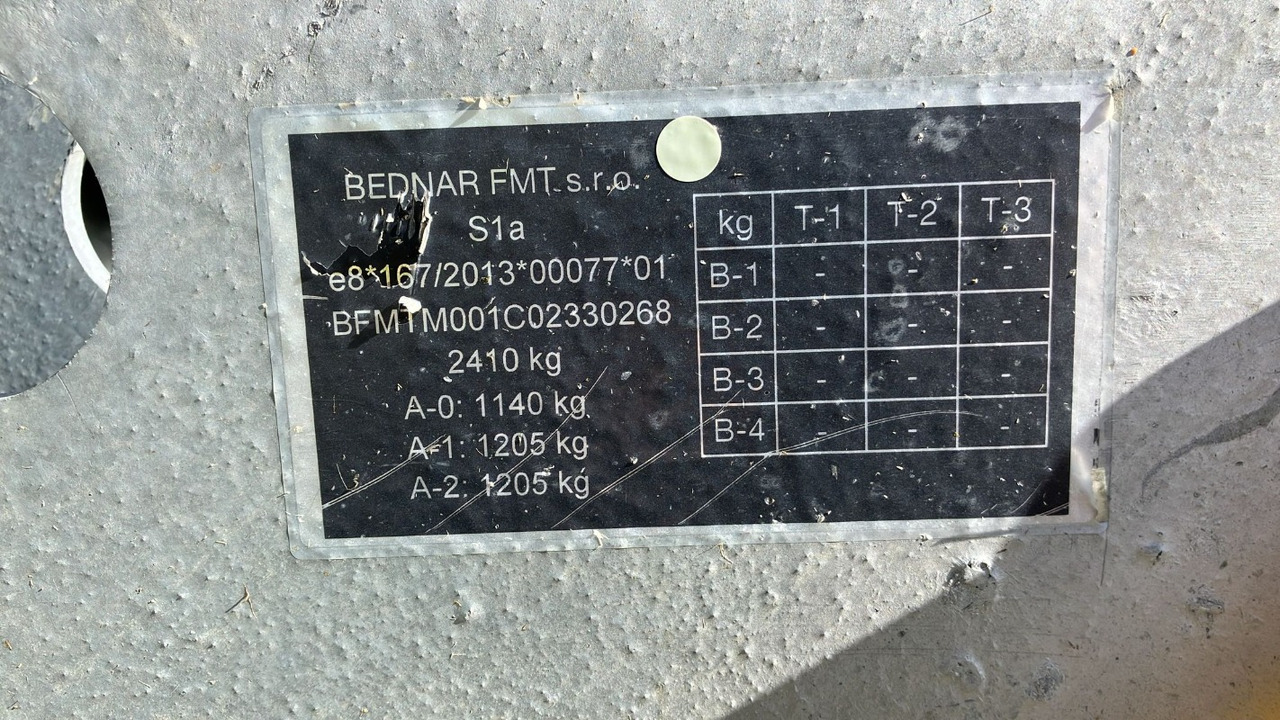 BEDNAR FMT s.r.o.
S1a
e8*167/2013*00077*01
BFMTM001C02330268
2410 kg
A-0: 1140 kg
A-1: 1205 kg
A-2: 1205 kg
kg T-1 T-2 T-3
B-1 - - -
B-2 - - -
B-3 - - -
B-4 - - -